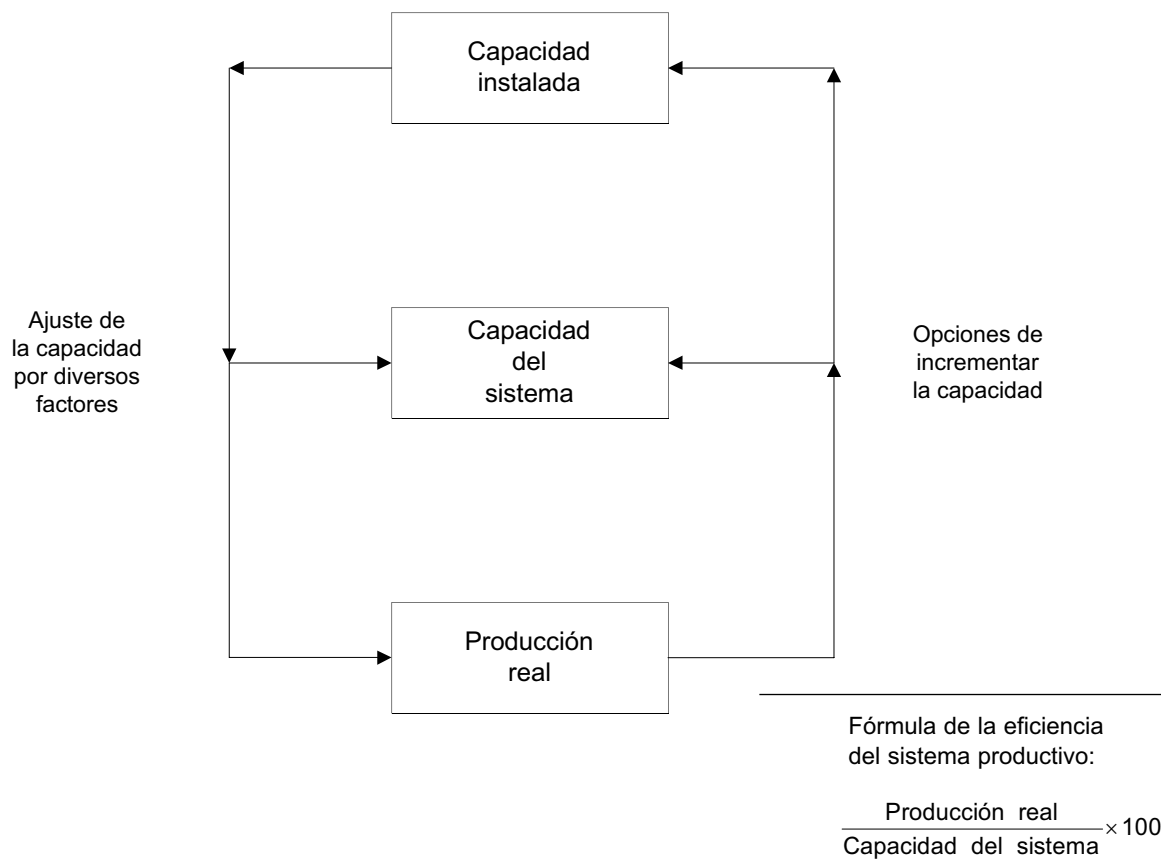 Capacidad
instalada
Ajuste de
la capacidad
por diversos
factores
Capacidad
del
sistema
Opciones de
incrementar
la capacidad
Producción
real
Fórmula de la eficiencia
del sistema productivo:
Producción real
Capacidad del sistema
× 100